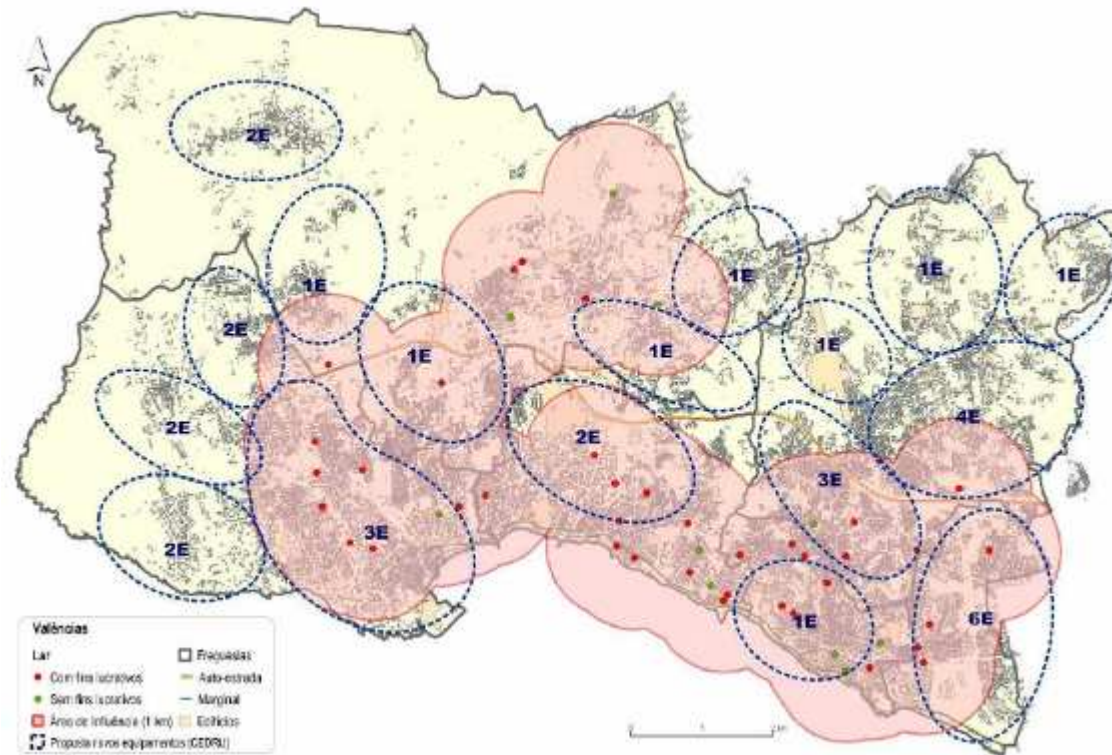 N
2E
1E
1E
1E
1E
2E
1E
1E
1E
2E
4E
2E
3E
3E
2E
1E
6E
Valências
Lar
Com fins lucrativos
Sem fins lucrativos
Área de Influência (1 km)
Proposta novos equipamentos (CEDRU)
Freguesias
Auto-estrada
Marginal
Edifícios
0